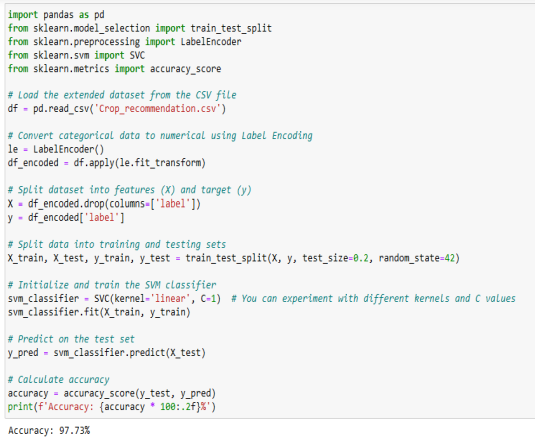 import pandas as pd
from sklearn.model_selection import train_test_split
from sklearn.preprocessing import LabelEncoder
from sklearn.svm import SVC
from sklearn.metrics import accuracy_score
# Load the extended dataset from the CSV file
df = pd.read_csv('Crop_recommendation.csv')
# Convert categorical data to numerical using Label Encoding
le = LabelEncoder()
df_encoded = df.apply(le.fit_transform)
# Split dataset into features (X) and target (y)
X = df_encoded.drop(columns=['label'])
y = df_encoded['label']
# Split data into training and testing sets
X_train, X_test, y_train, y_test = train_test_split(X, y, test_size=0.2, random_state=42)
# Initialize and train the SVM classifier
svm_classifier = SVC(kernel='linear', C=1)  # You can experiment with different kernels and C values
svm_classifier.fit(X_train, y_train)
# Predict on the test set
y_pred = svm_classifier.predict(X_test)
# Calculate accuracy
accuracy = accuracy_score(y_test, y_pred)
print(f'Accuracy: {accuracy * 100:.2f}%')
Accuracy: 97.73%